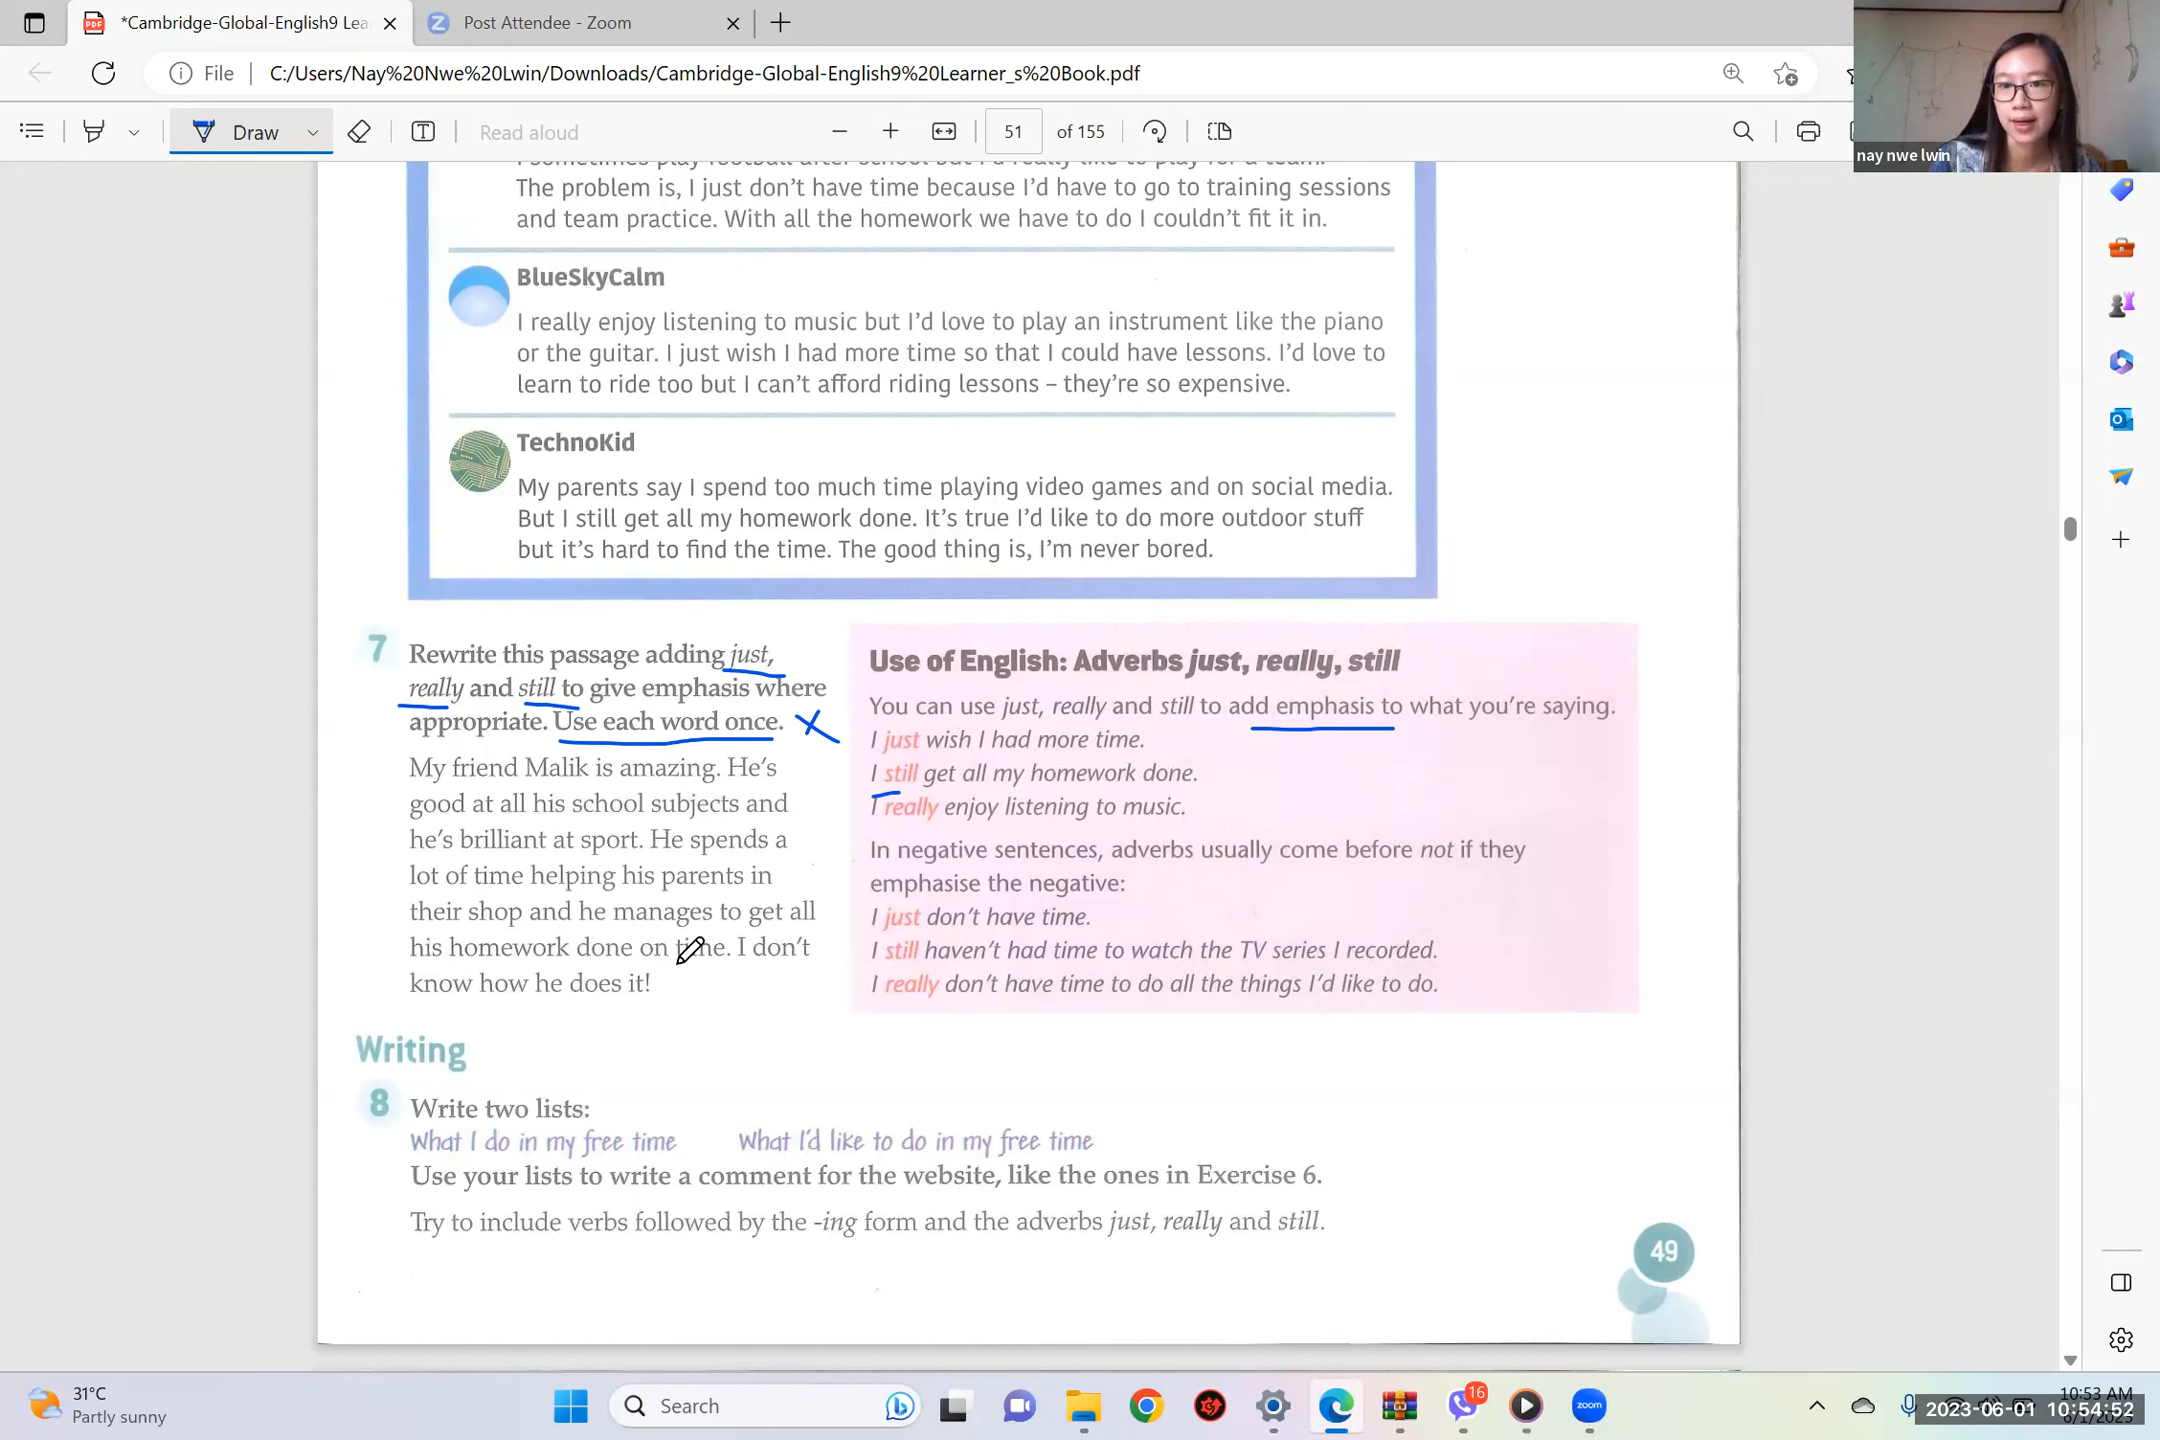 *Cambridge-Global-English9 Lea
Post Attendee - Zoom
File
C:/Users/Nay%20Nwe%20Lwin/Downloads/Cambridge-Global-English9%20Learner_s%20Book.pdf
Draw
Read aloud
51
of 155
nay nwe lwin
I sometimes play football after school but I'd really like to play for a team.
The problem is, I just don't have time because I'd have to go to training sessions
and team practice. With all the homework we have to do I couldn't fit it in.
BlueSkyCalm
I really enjoy listening to music but I'd love to play an instrument like the piano
or the guitar. I just wish I had more time so that I could have lessons. I'd love to
learn to ride too but I can't afford riding lessons – they're so expensive.
TechnoKid
My parents say I spend too much time playing video games and on social media.
But I still get all my homework done. It's true I'd like to do more outdoor stuff
but it's hard to find the time. The good thing is, I'm never bored.
7
Rewrite this passage adding just,
really and still to give emphasis where
appropriate. Use each word once.
My friend Malik is amazing. He's
good at all his school subjects and
he's brilliant at sport. He spends a
lot of time helping his parents in
their shop and he manages to get all
his homework done on time. I don't
know how he does it!
Use of English: Adverbs just, really, still
You can use just, really and still to add emphasis to what you're saying.
I just wish I had more time.
I still get all my homework done.
I really enjoy listening to music.
In negative sentences, adverbs usually come before not if they
emphasise the negative:
I just don't have time.
I still haven't had time to watch the TV series I recorded.
I really don't have time to do all the things I'd like to do.
Writing
8
Write two lists:
What I do in my free time What I'd like to do in my free time
Use your lists to write a comment for the website, like the ones in Exercise 6.
Try to include verbs followed by the -ing form and the adverbs just, really and still.
49
31°C
Partly sunny
Search
16
zoom
10:53 AM
2023-06-01 10:54:52